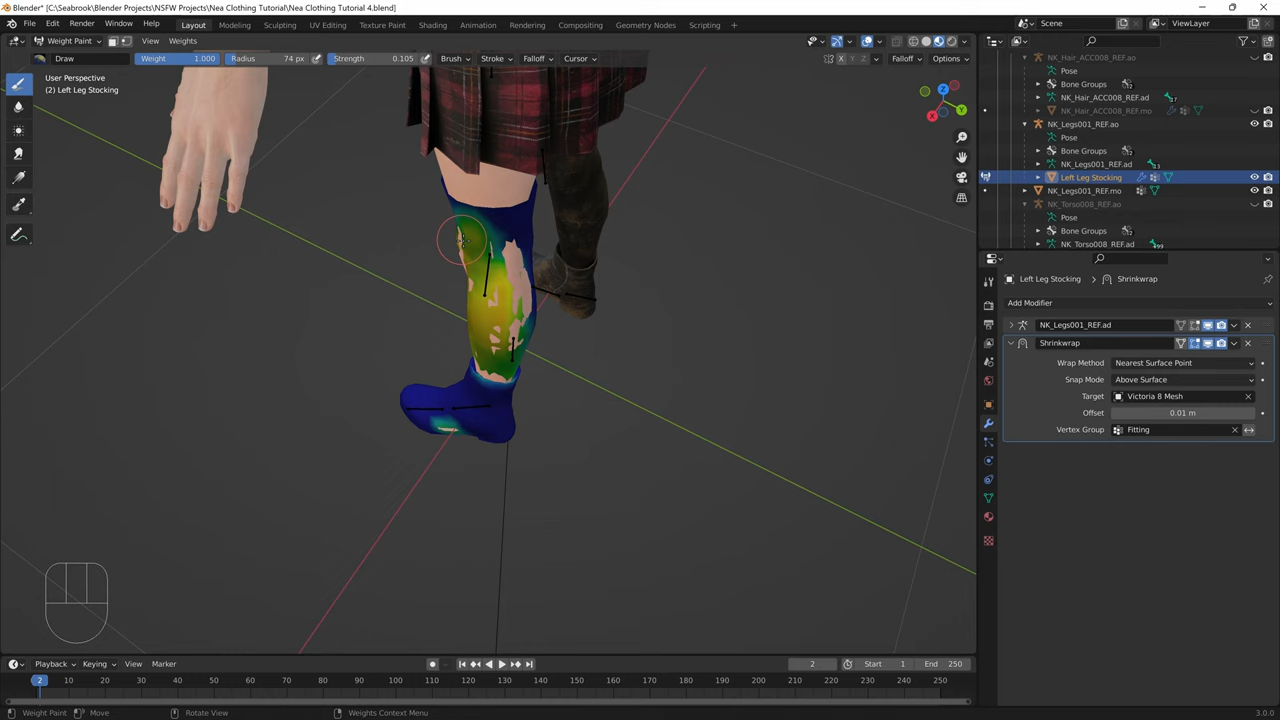 Blender* [C:\Seabrook\Blender Projects\NSFW Projects\Nea Clothing Tutorial\Nea Clothing Tutorial 4.blend]
File Edit Render Window Help Layout Modeling Sculpting UV Editing Texture Paint Shading Animation Rendering Compositing Geometry Nodes Scripting Scene ViewLayer
Weight Paint View Weights
Draw Weight 1.000 Radius 74 px Strength 0.105 Brush Stroke Falloff Cursor X Y Z Falloff Options
User Perspective
(2) Left Leg Stocking
NK_Hair_ACC008_REF.ao
Pose
Bone Groups
NK_Hair_ACC008_REF.ad
NK_Hair_ACC008_REF.mo
NK_Legs001_REF.ao
Pose
Bone Groups
NK_Legs001_REF.ad
Left Leg Stocking
NK_Legs001_REF.mo
NK_Torso008_REF.ao
Pose
Bone Groups
NK_Torso008_REF.ad
Left Leg Stocking Shrinkwrap
Add Modifier
NK_Legs001_REF.ad
Shrinkwrap
Wrap Method Nearest Surface Point
Snap Mode Above Surface
Target Victoria 8 Mesh
Offset 0.01 m
Vertex Group Fitting
Z
Y
X
Playback Keying View Marker 2 Start 1 End 250
2 10 20 30 40 50 60 70 80 90 100 110 120 130 140 150 160 170 180 190 200 210 220 230 240 250
Weight Paint Move Rotate View Weights Context Menu 3.0.0